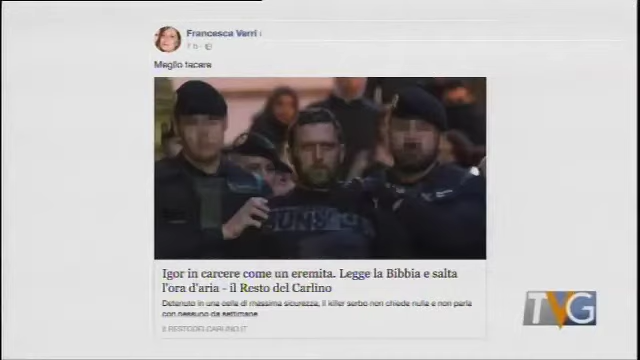 Francesca Verri
7 h
Meglio tacere
Igor in carcere come un eremita. Legge la Bibbia e salta
l'ora d'aria - il Resto del Carlino
Detenuto in una cella di massima sicurezza, il killer serbo non chiede nulla e non parla
con nessuno da settimane
ILRESTODELCARLINO.IT
TVG